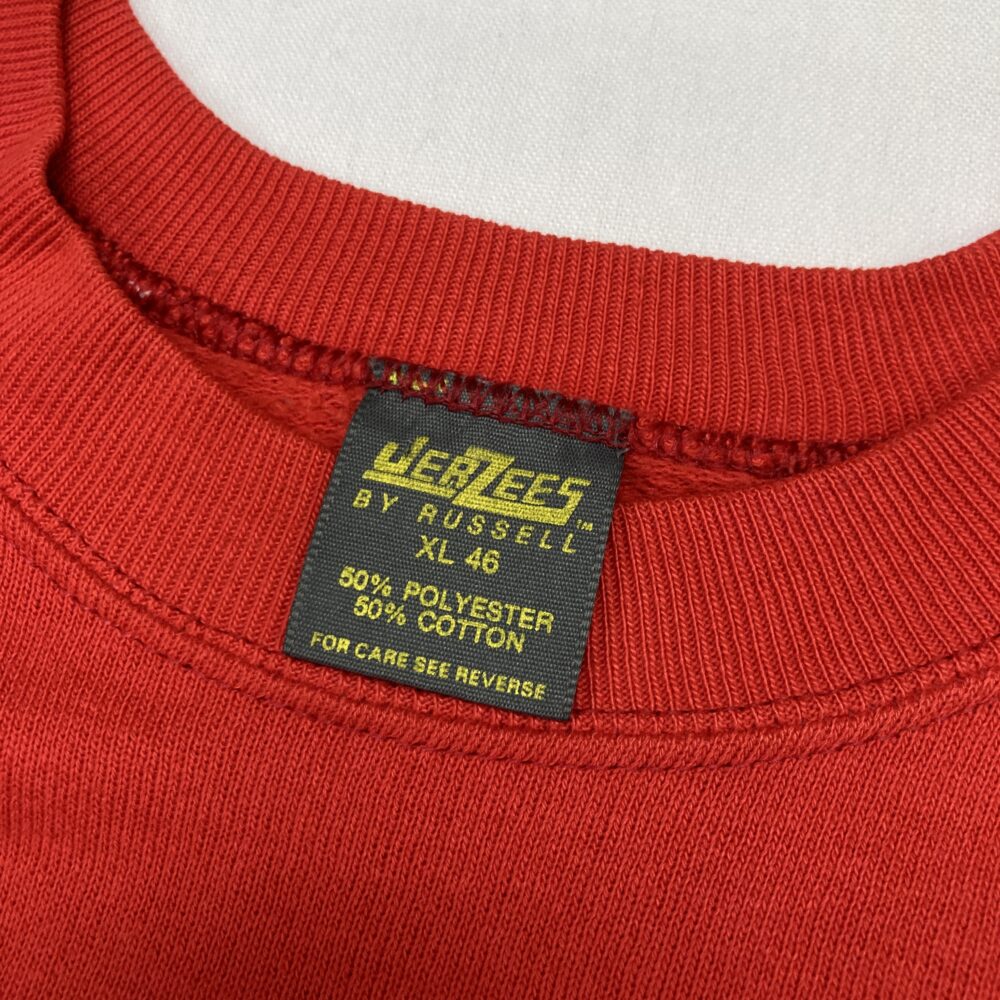 JERZEES
BY RUSSELL™
XL 46
50% POLYESTER
50% COTTON
FOR CARE SEE REVERSE